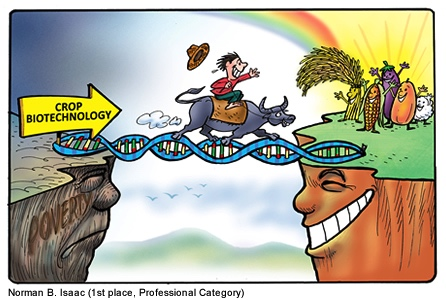 CROP
BIOTECHNOLOGY
POVERTY
Norman B. Isaac (1st place, Professional Category)